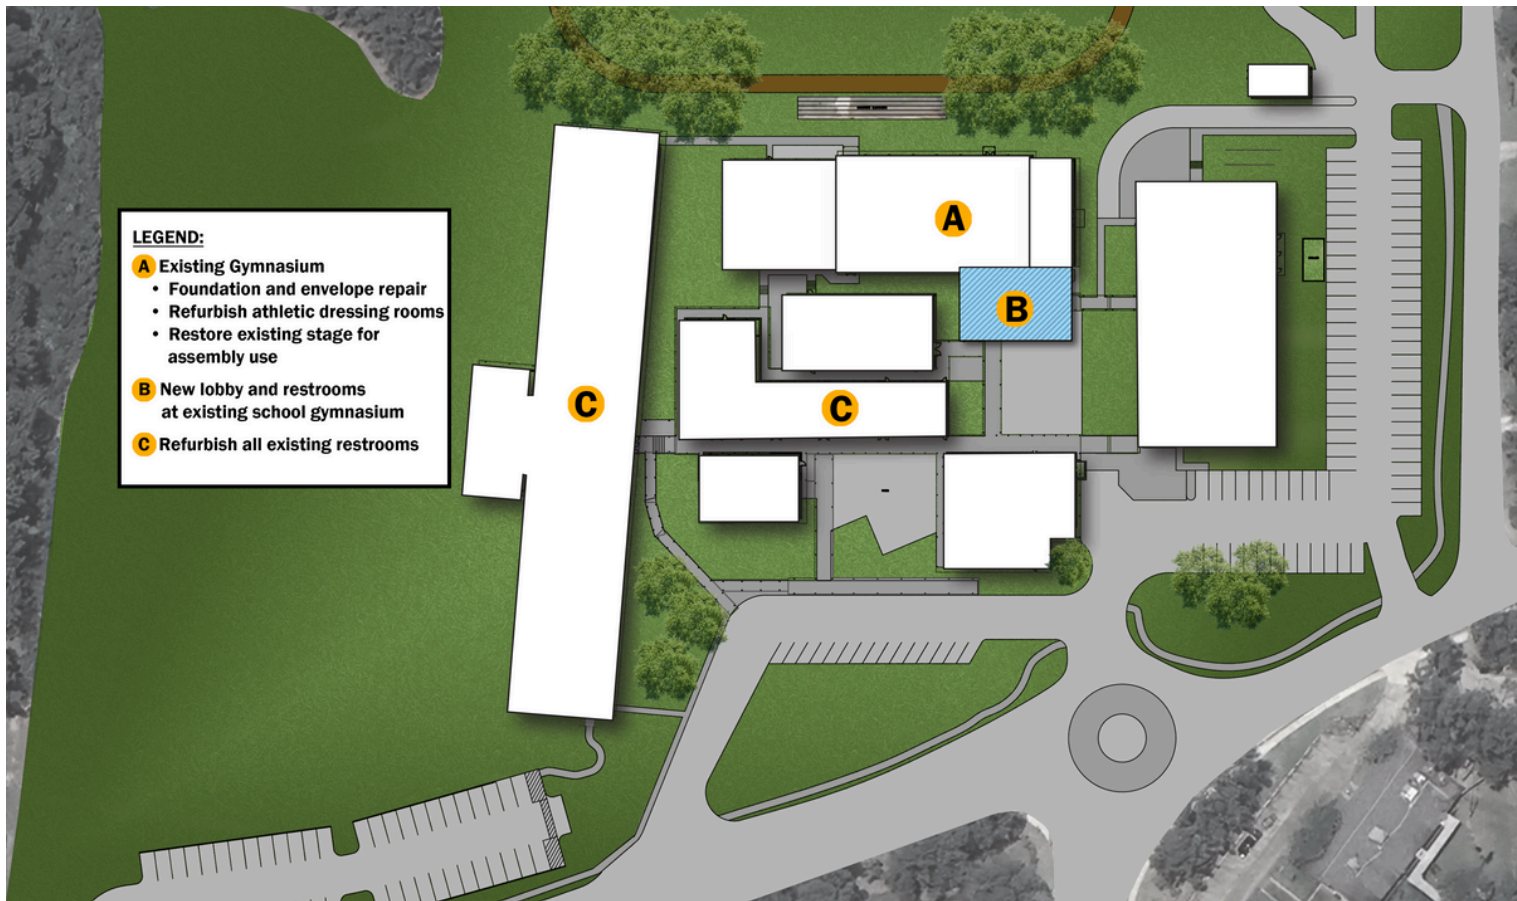 LEGEND:
A Existing Gymnasium
• Foundation and envelope repair
• Refurbish athletic dressing rooms
• Restore existing stage for
assembly use
B New lobby and restrooms
at existing school gymnasium
C Refurbish all existing restrooms
A
B
C
C